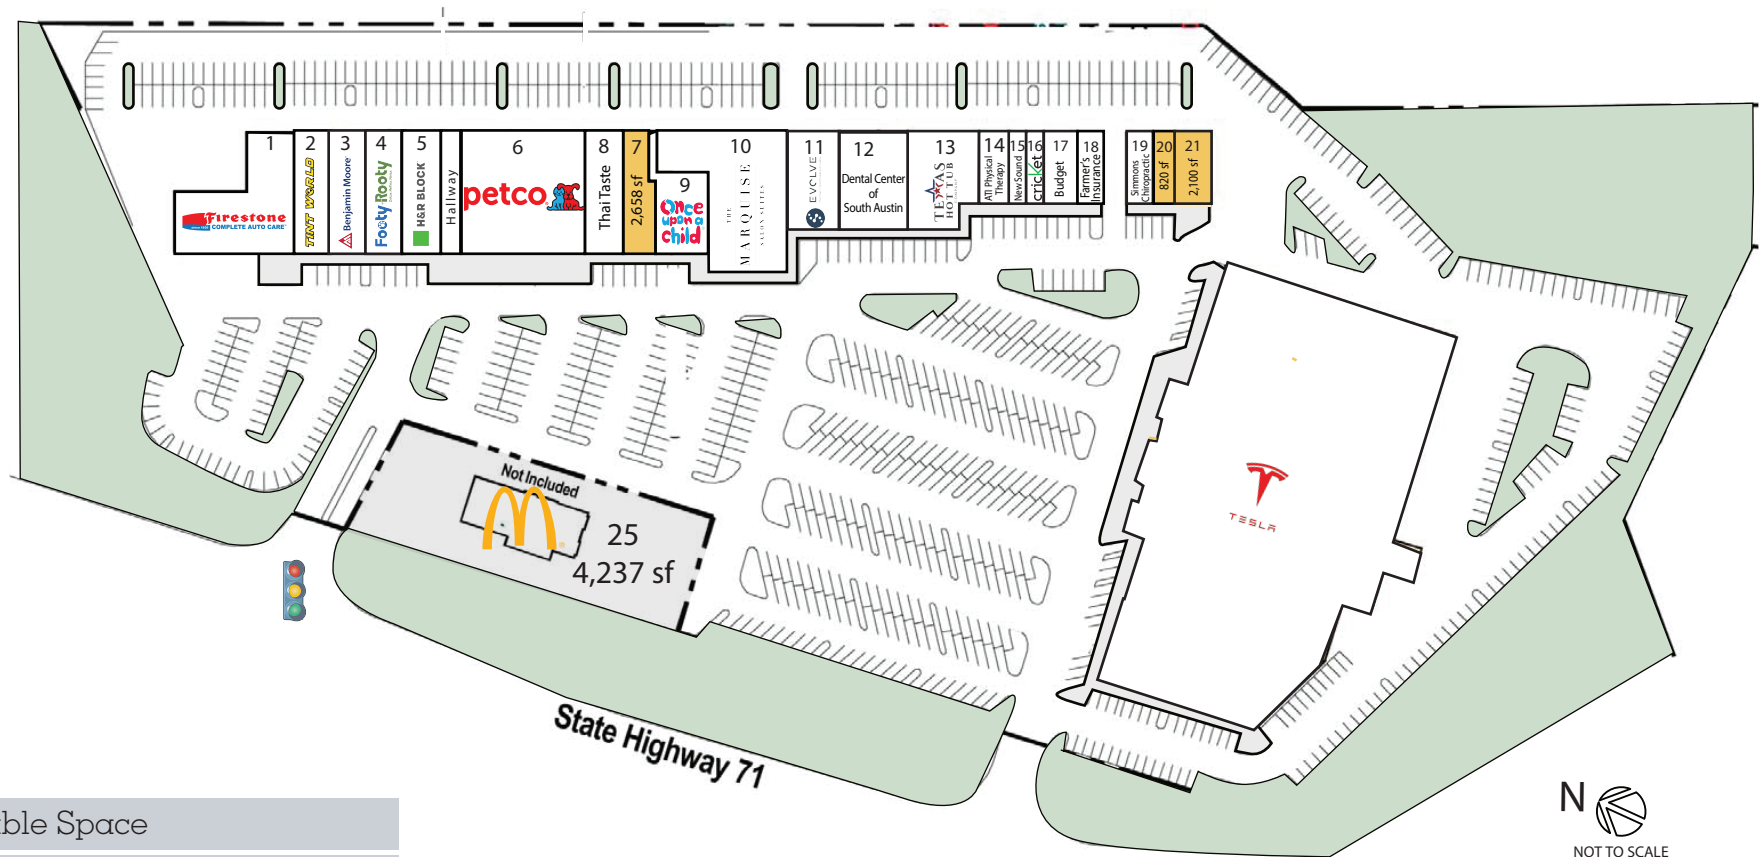 1
2
3
4
5
6
8
7
9
10
11
12
13
14
15
16
17
18
19
20
21
Firestone
COMPLETE AUTO CARE
TINT WORLD
Benjamin Moore
Footy Rooty
H&R BLOCK
Hallway
petco
Thai Taste
2,658 sf
once
upon a
child
THE
MARQUISE
SALON SUITES
EVOLVE
Dental Center
of
South Austin
TEXAS
HOT TUB
ATI Physical
Therapy
New Sound
cricket
Budget
Farmer's
Insurance
Simmons
Chiropractic
820 sf
2,100 sf
Not Included
25
4,237 sf
TESLA
State Highway 71
ble Space
N
NOT TO SCALE